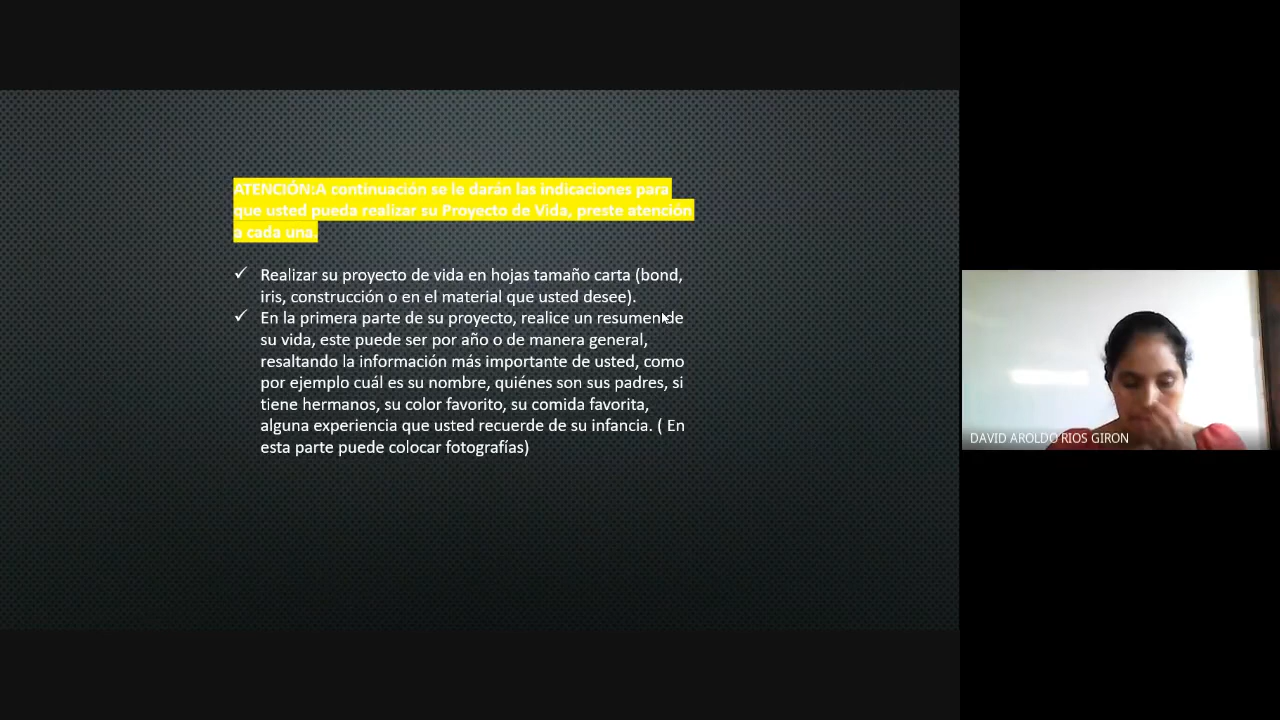 ATENCIÓN:A continuación se le darán las indicaciones para
que usted pueda realizar su Proyecto de Vida, preste atención
a cada una.
✓ Realizar su proyecto de vida en hojas tamaño carta (bond,
iris, construcción o en el material que usted desee).
✓ En la primera parte de su proyecto, realice un resumen de
su vida, este puede ser por año o de manera general,
resaltando la información más importante de usted, como
por ejemplo cuál es su nombre, quiénes son sus padres, si
tiene hermanos, su color favorito, su comida favorita,
alguna experiencia que usted recuerde de su infancia. ( En
esta parte puede colocar fotografías)
DAVID AROLDO RIOS GIRON